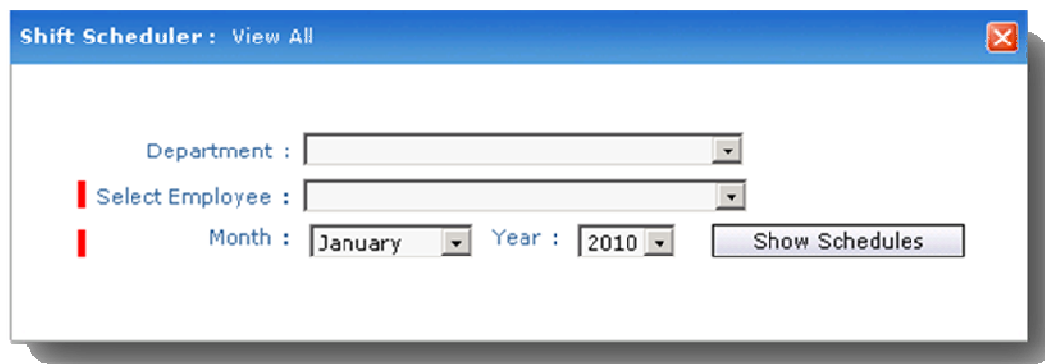 Shift Scheduler : View All
Department :
Select Employee :
Month : January Year : 2010 Show Schedules